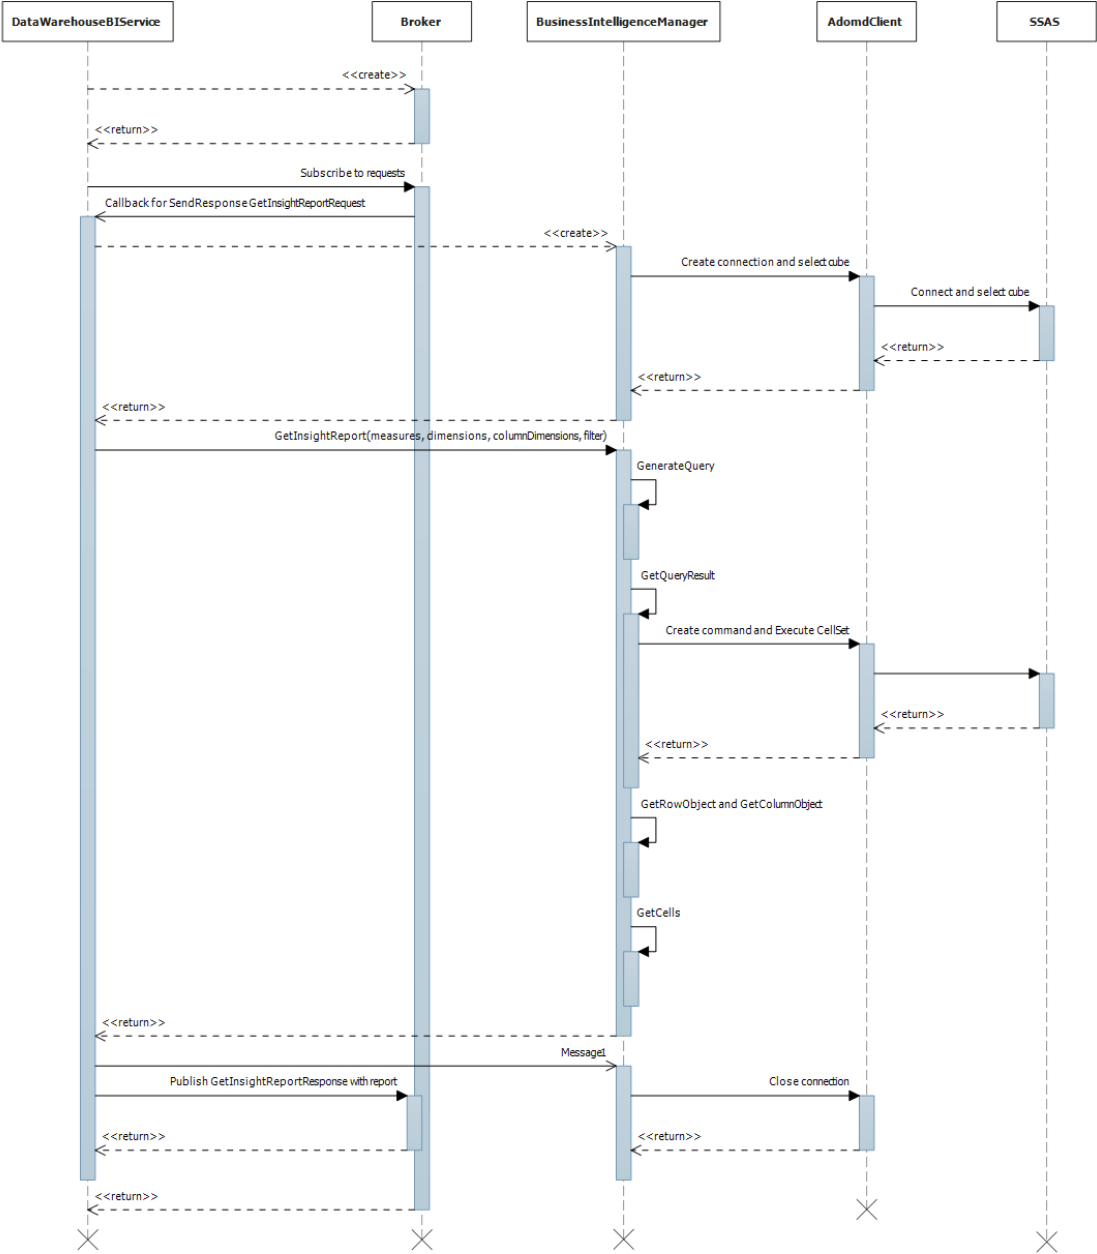 DataWarehouseBIService
Broker
BusinessIntelligenceManager
AdomdClient
SSAS
<<create>>
<<return>>
Subscribe to requests
Callback for SendResponse GetInsightReportRequest
<<create>>
Create connection and select cube
Connect and select cube
<<return>>
<<return>>
<<return>>
GetInsightReport(measures, dimensions, columnDimensions, filter)
GenerateQuery
GetQueryResult
Create command and Execute CellSet
<<return>>
<<return>>
GetRowObject and GetColumnObject
GetCells
<<return>>
Message1
Publish GetInsightReportResponse with report
Close connection
<<return>>
<<return>>
<<return>>